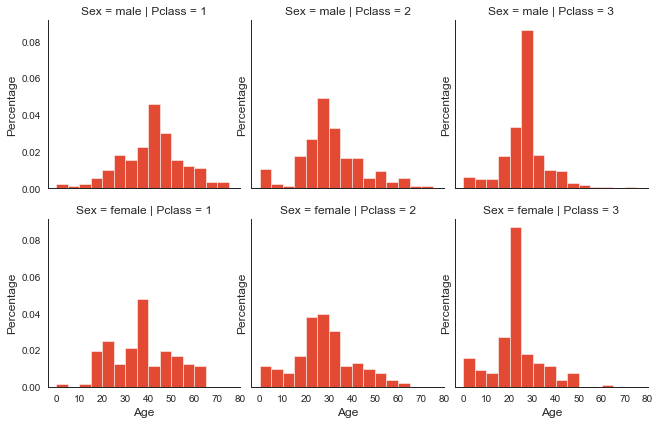 Sex = male | Pclass = 1
Sex = male | Pclass = 2
Sex = male | Pclass = 3
0.08
0.06
0.04
0.02
0.00
Percentage
Percentage
Percentage
Sex = female | Pclass = 1
Sex = female | Pclass = 2
Sex = female | Pclass = 3
0.08
0.06
0.04
0.02
0.00
Percentage
Percentage
Percentage
0 10 20 30 40 50 60 70 80
0 10 20 30 40 50 60 70 80
0 10 20 30 40 50 60 70 80
Age
Age
Age